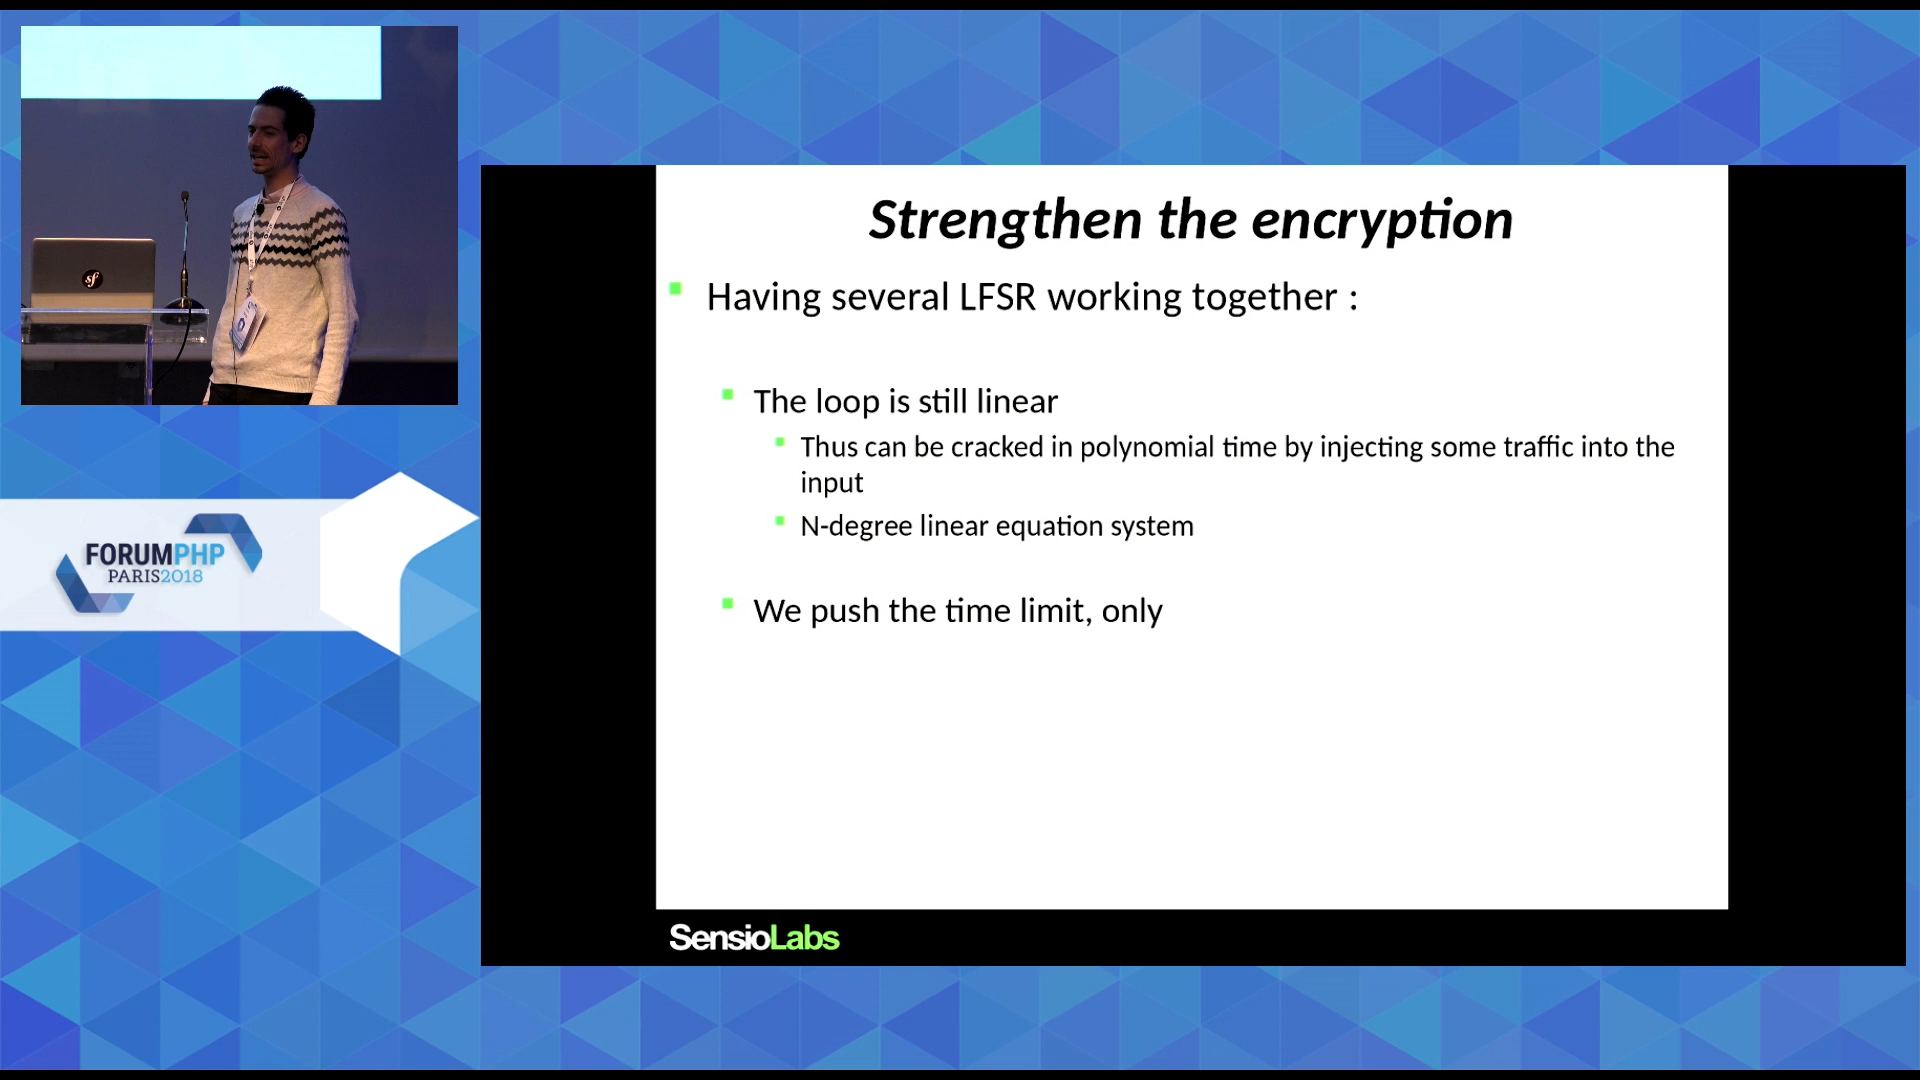 Strengthen the encryption
Having several LFSR working together :
The loop is still linear
Thus can be cracked in polynomial time by injecting some traffic into the
input
N-degree linear equation system
We push the time limit, only
SensioLabs
FORUMPHP
PARIS2018
sf